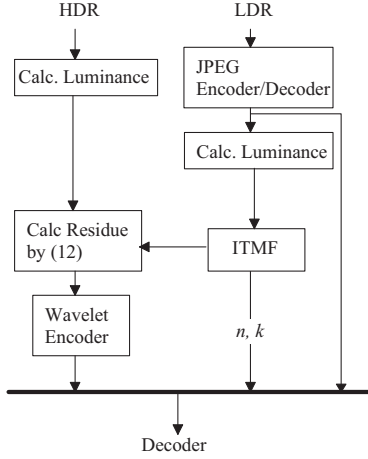 HDR
LDR
Calc. Luminance
JPEG
Encoder/Decoder
Calc. Luminance
Calc Residue
by (12)
ITMF
Wavelet
Encoder
n, k
Decoder